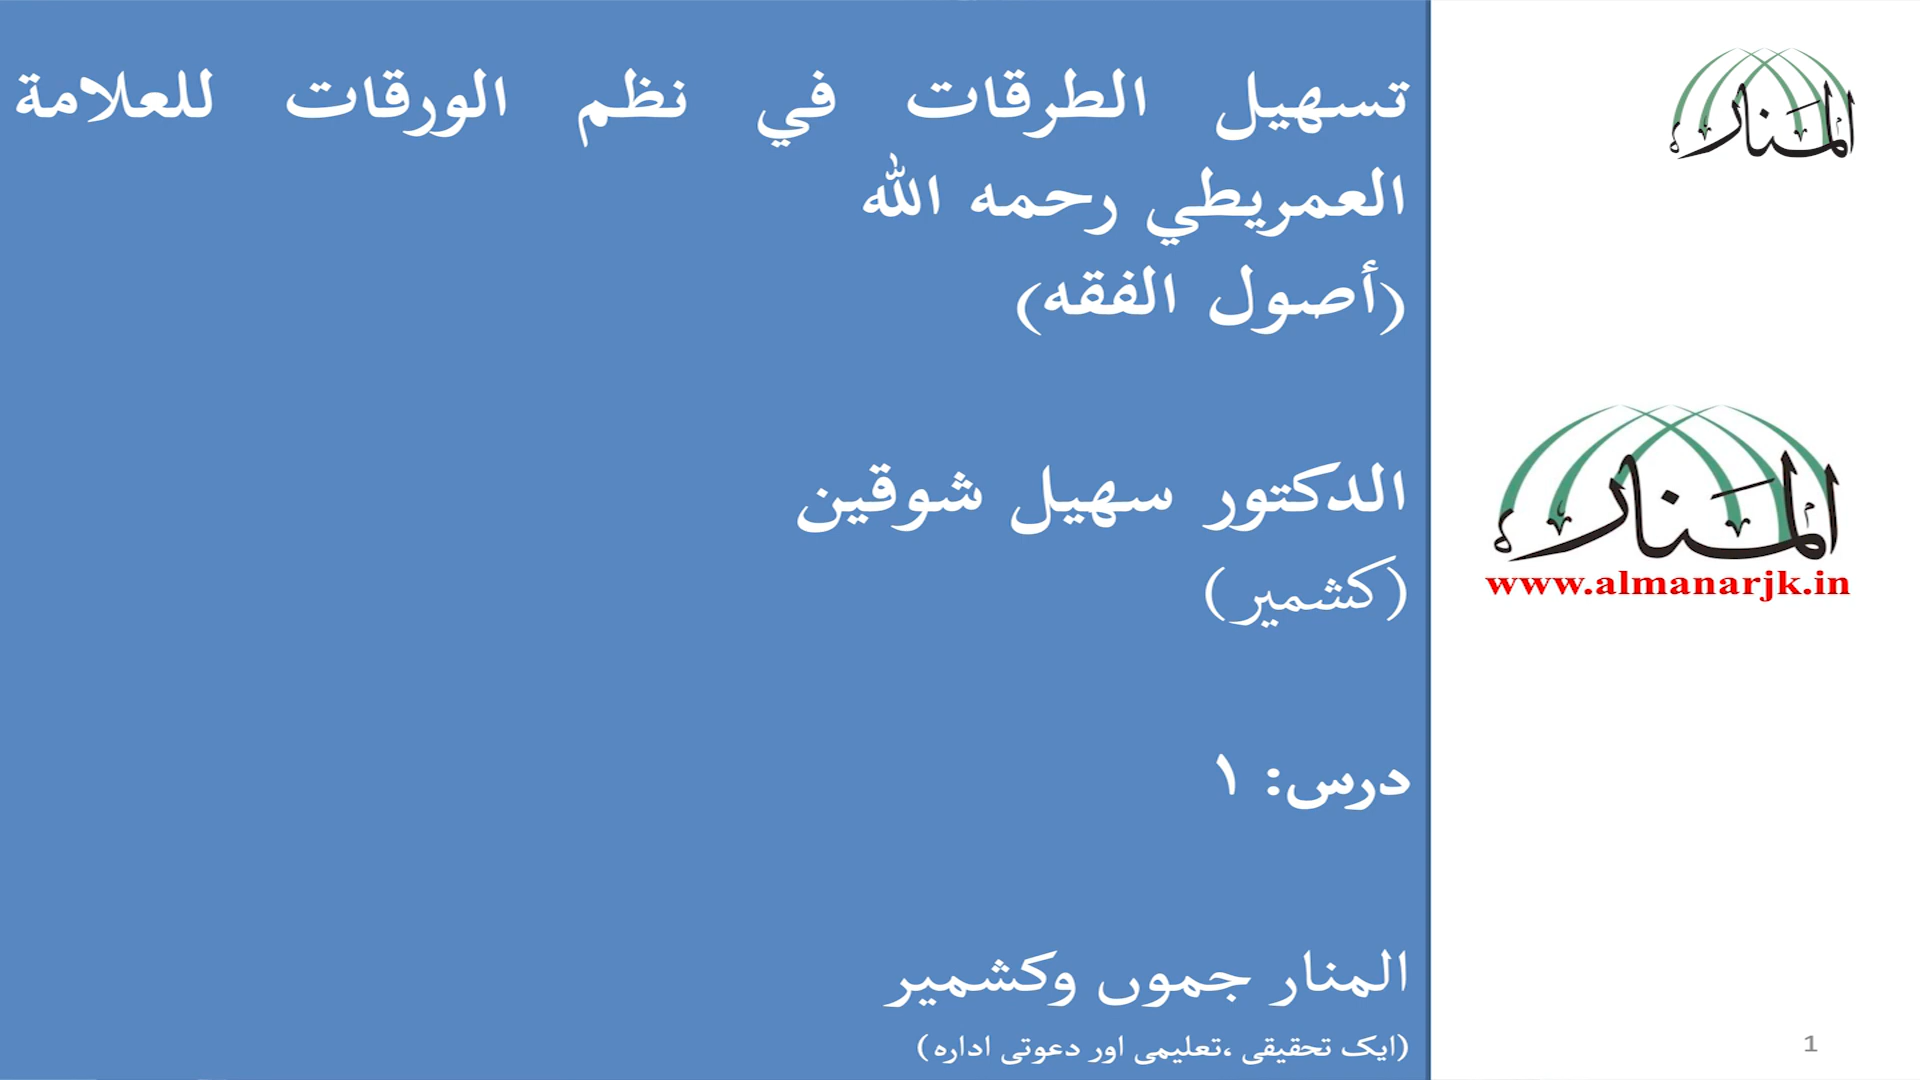 تسهيل الطرقات في نظم الورقات للعلامة
العمريطي رحمه الله
(أصول الفقه)
الدكتور سهيل شوقين
(كشمير)
درس: ١
المنار جموں وكشمير
(ایک تحقیقی ،تعلیمی اور دعوتی ادارہ)
المنار
المنار
www.almanarjk.in
1